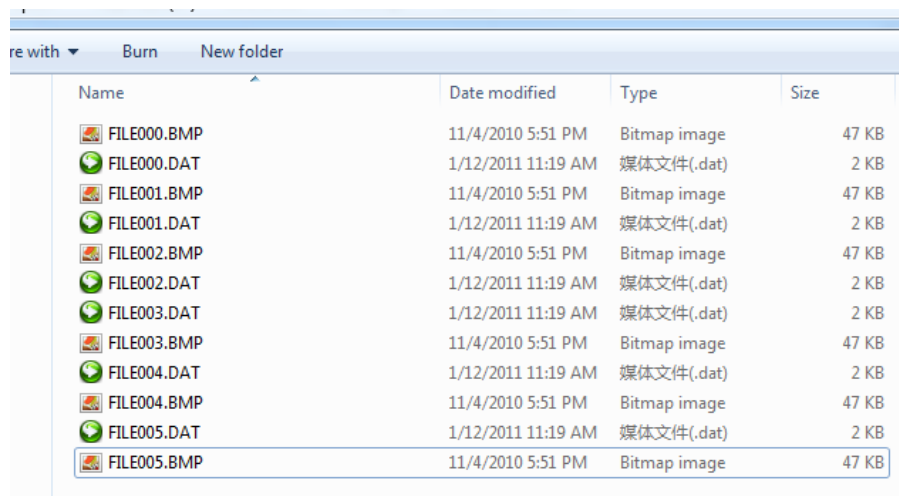 re with Burn New folder
Name Date modified Type Size
FILE000.BMP 11/4/2010 5:51 PM Bitmap image 47 KB
FILE000.DAT 1/12/2011 11:19 AM 媒体文件(.dat) 2 KB
FILE001.BMP 11/4/2010 5:51 PM Bitmap image 47 KB
FILE001.DAT 1/12/2011 11:19 AM 媒体文件(.dat) 2 KB
FILE002.BMP 11/4/2010 5:51 PM Bitmap image 47 KB
FILE002.DAT 1/12/2011 11:19 AM 媒体文件(.dat) 2 KB
FILE003.DAT 1/12/2011 11:19 AM 媒体文件(.dat) 2 KB
FILE003.BMP 11/4/2010 5:51 PM Bitmap image 47 KB
FILE004.DAT 1/12/2011 11:19 AM 媒体文件(.dat) 2 KB
FILE004.BMP 11/4/2010 5:51 PM Bitmap image 47 KB
FILE005.DAT 1/12/2011 11:19 AM 媒体文件(.dat) 2 KB
FILE005.BMP 11/4/2010 5:51 PM Bitmap image 47 KB